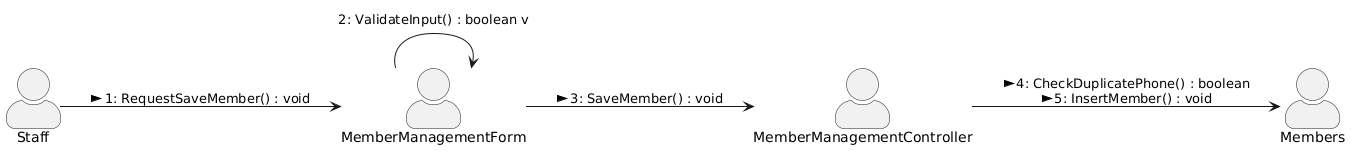 2: ValidateInput() : boolean v
1: RequestSaveMember() : void
3: SaveMember() : void
4: CheckDuplicatePhone() : boolean
5: InsertMember() : void
Staff
MemberManagementForm
MemberManagementController
Members